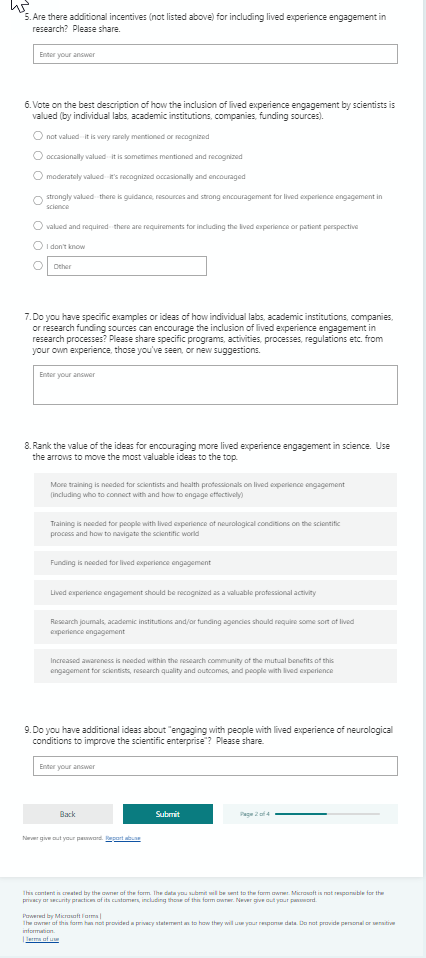 5. Are there additional incentives (not listed above) for including lived experience engagement in
research? Please share.
Enter your answer
6. Vote on the best description of how the inclusion of lived experience engagement by scientists is
valued (by individual labs, academic institutions, companies, funding sources).
not valued - it is very rarely mentioned or recognized
occasionally valued - it is sometimes mentioned and recognized
moderately valued - it's recognized occasionally and encouraged
strongly valued - there is guidance, resources and strong encouragement for lived experience engagement in
science
valued and required - there are requirements for including the lived experience or patient perspective
I don't know
Other
7. Do you have specific examples or ideas of how individual labs, academic institutions, companies,
or research funding sources can encourage the inclusion of lived experience engagement in
research processes? Please share specific programs, activities, processes, regulations etc. from
your own experience, those you've seen, or new suggestions.
Enter your answer
8. Rank the value of the ideas for encouraging more lived experience engagement in science. Use
the arrows to move the most valuable ideas to the top.
More training is needed for scientists and health professionals on lived experience engagement
(including who to connect with and how to engage effectively)
Training is needed for people with lived experience of neurological conditions on the scientific
process and how to navigate the scientific world
Funding is needed for lived experience engagement
Lived experience engagement should be recognized as a valuable professional activity
Research journals, academic institutions and/or funding agencies should require some sort of lived
experience engagement
Increased awareness is needed within the research community of the mutual benefits of this
engagement for scientists, research quality and outcomes, and people with lived experience
9. Do you have additional ideas about "engaging with people with lived experience of neurological
conditions to improve the scientific enterprise"? Please share.
Enter your answer
Back Submit Page 2 of 4
Never give out your password. Report abuse
This content is created by the owner of the form. The data you submit will be sent to the form owner. Microsoft is not responsible for the
privacy or security practices of its customers, including those of this form owner. Never give out your password.
Powered by Microsoft Forms |
The owner of this form has not provided a privacy statement as to how they will use your response data. Do not provide personal or sensitive
information.
| Terms of use